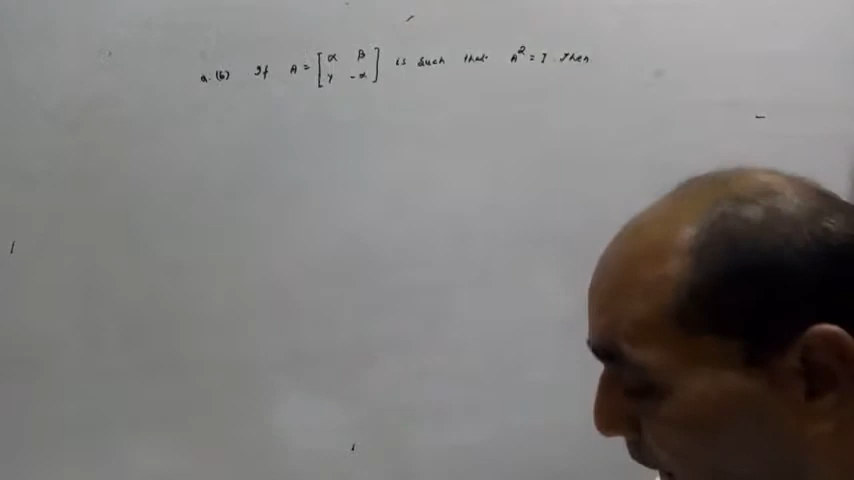 Q.(6) If A = [α β γ -α] is such that A² = I. Then